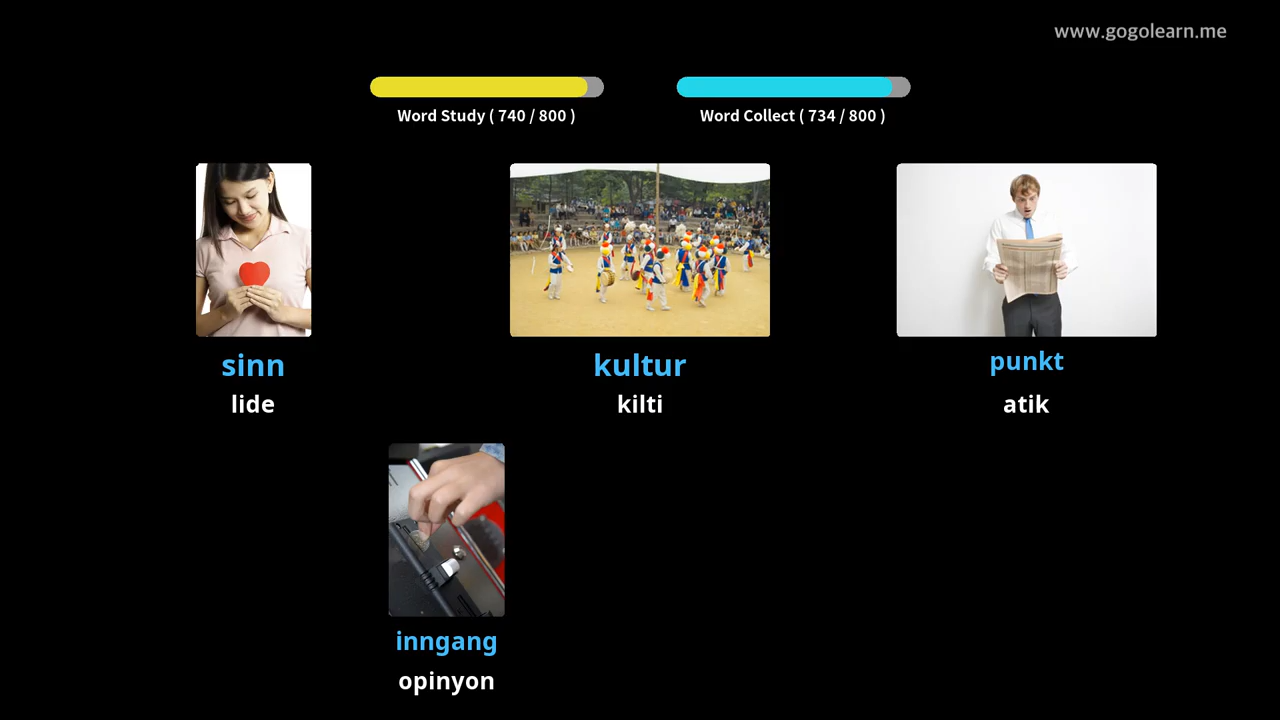 www.gogolearn.me
Word Study ( 740 / 800 )
Word Collect ( 734 / 800 )
sinn
lide
kultur
kilti
punkt
atik
inngang
opinyon